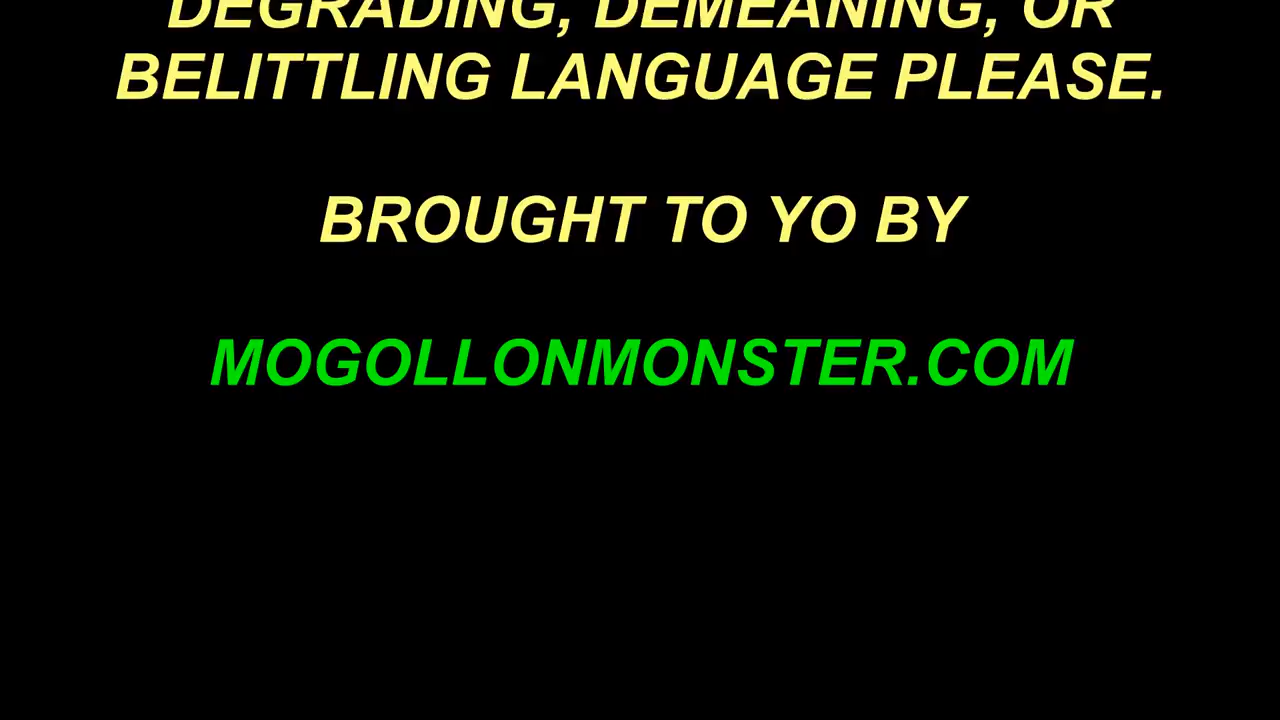 DEGRADING, DEMEANING, OR
BELITTLING LANGUAGE PLEASE.
BROUGHT TO YO BY
MOGOLLONMONSTER.COM